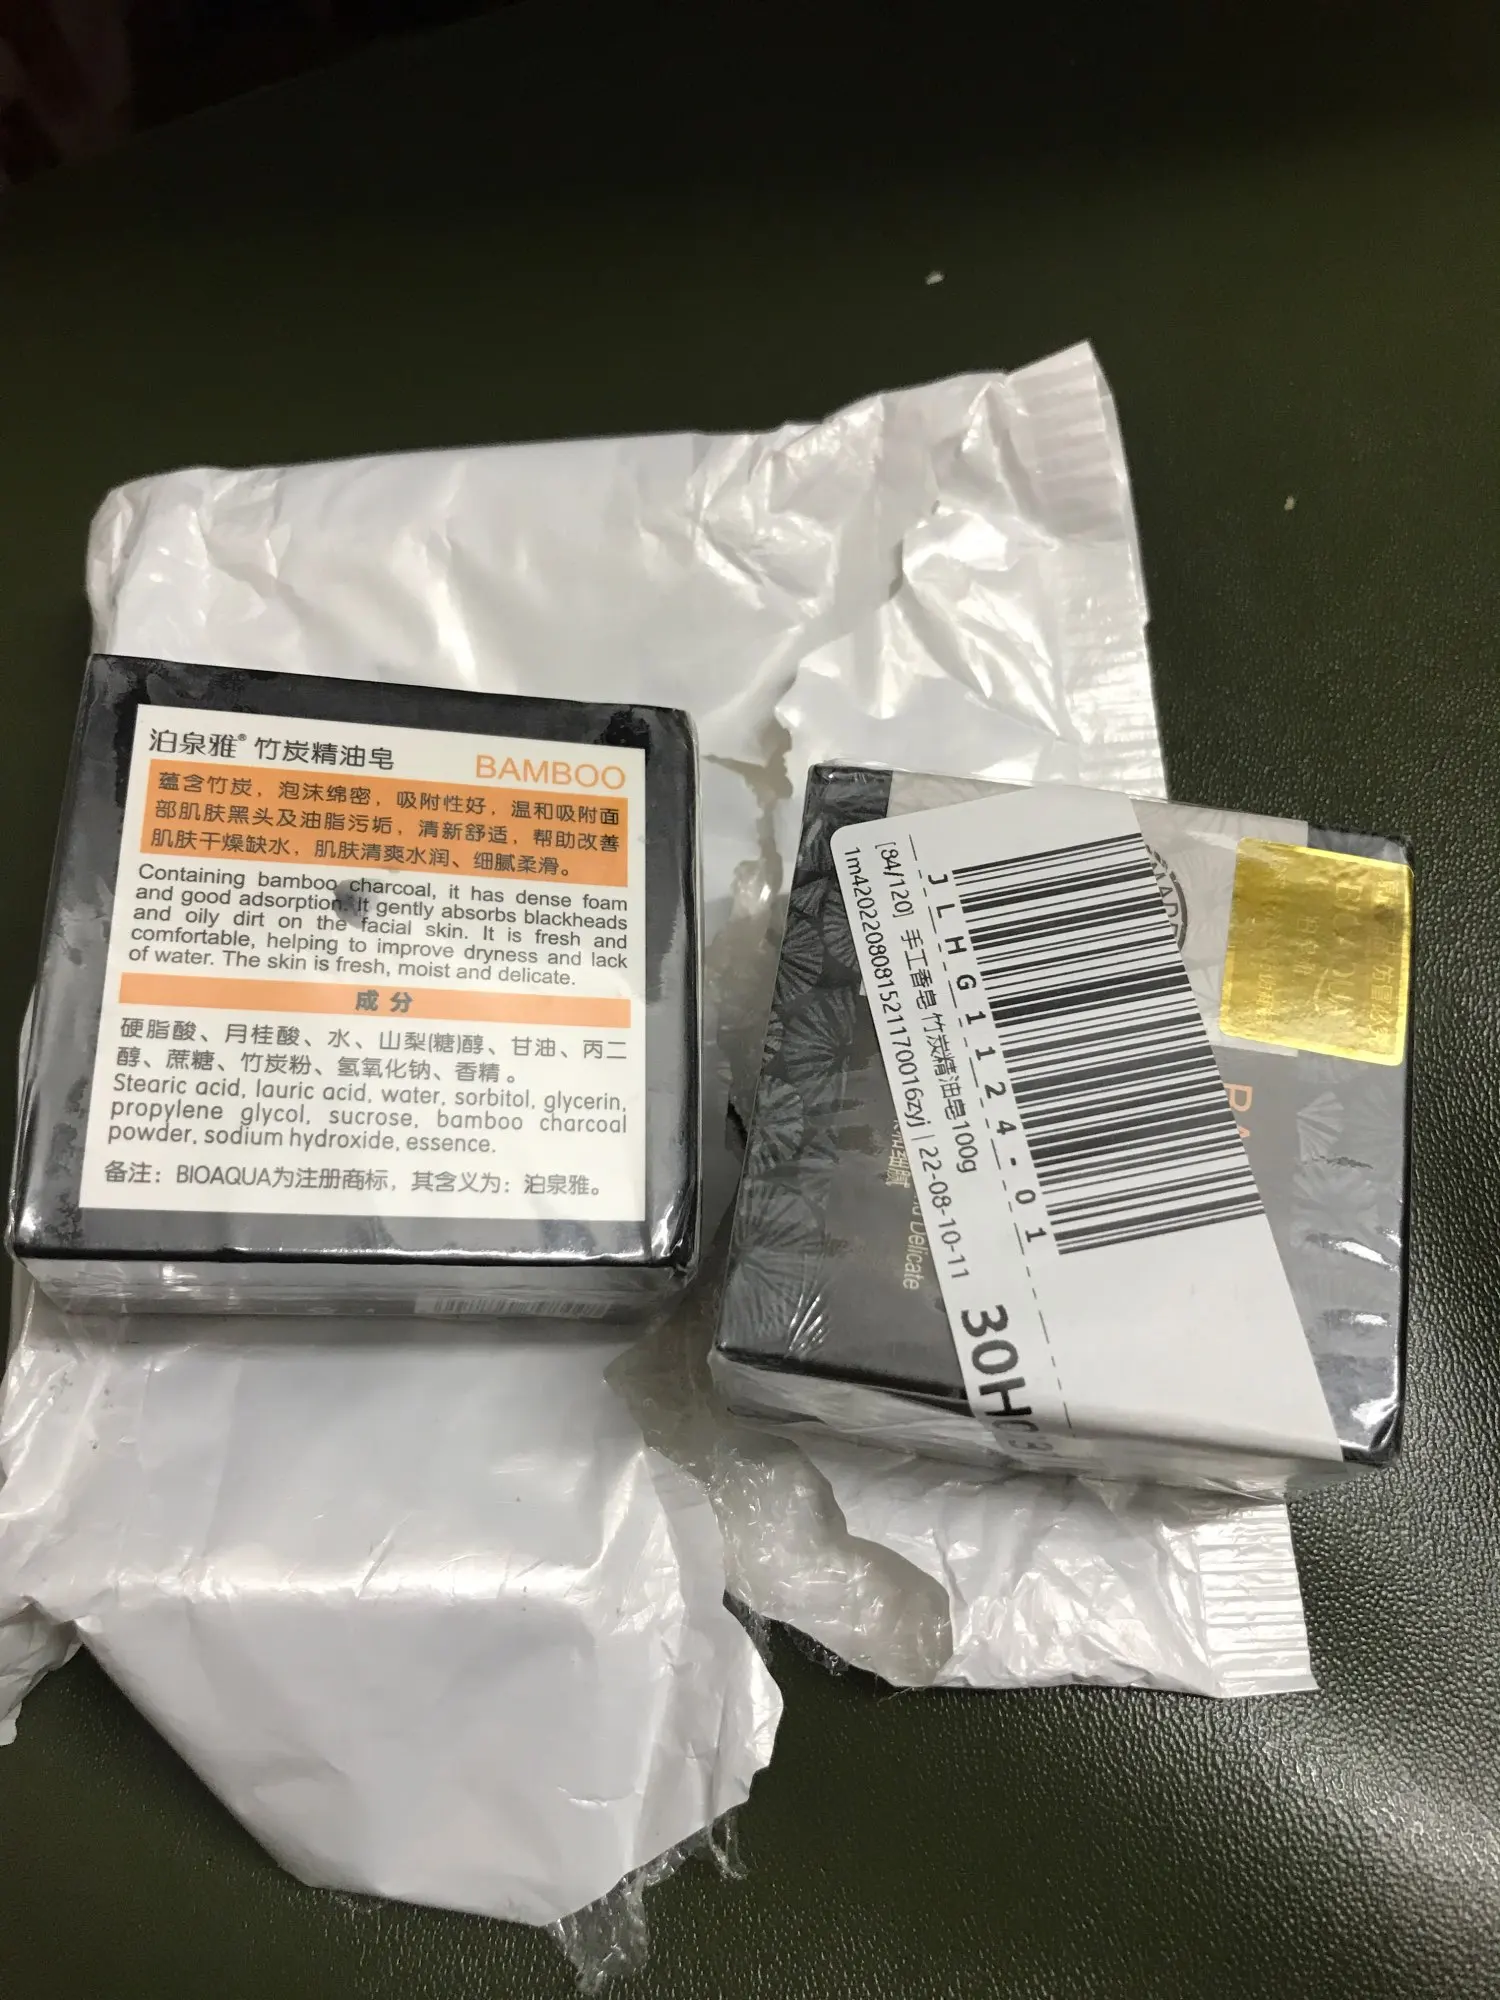 泊泉雅® 竹炭精油皂 BAMBOO
蕴含竹炭，泡沫绵密，吸附性好，温和吸附面
部肌肤黑头及油脂污垢，清新舒适，帮助改善
肌肤干燥缺水，肌肤清爽水润、细腻柔滑。
Containing bamboo charcoal, it has dense foam
and good adsorption. It gently absorbs blackheads
and oily dirt on the facial skin. It is fresh and
comfortable, helping to improve dryness and lack
of water. The skin is fresh, moist and delicate.
成分
硬脂酸、月桂酸、水、山梨(糖)醇、甘油、丙二
醇、蔗糖、竹炭粉、氢氧化钠、香精。
Stearic acid, lauric acid, water, sorbitol, glycerin,
propylene glycol, sucrose, bamboo charcoal
powder, sodium hydroxide, essence.
备注：BIOAQUA为注册商标，其含义为：泊泉雅。
JLHG1124-01
[84/120] 手工香皂 竹炭精油皂100g
1m4202208081521170016zyj | 22-08-10-11
30H03
细腻
Delicate
BA
MADE